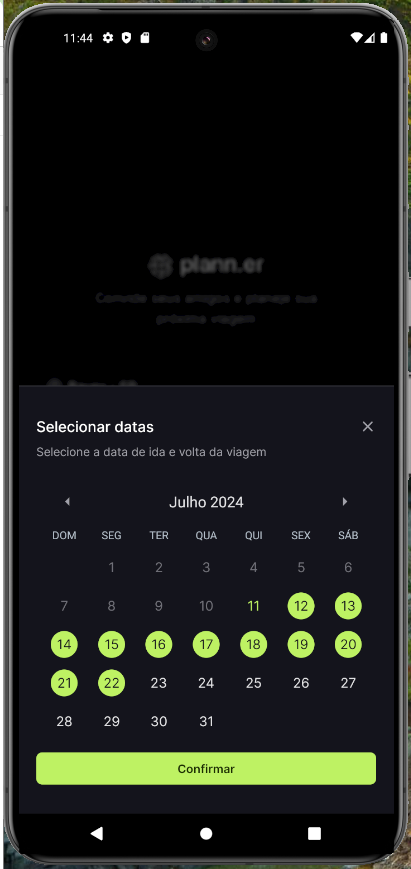 11:44
plann.er
Convide seus amigos e planeje sua
próxima viagem
Selecionar datas
Selecione a data de ida e volta da viagem
Julho 2024
DOM SEG TER QUA QUI SEX SÁB
1 2 3 4 5 6
7 8 9 10 11 12 13
14 15 16 17 18 19 20
21 22 23 24 25 26 27
28 29 30 31
Confirmar